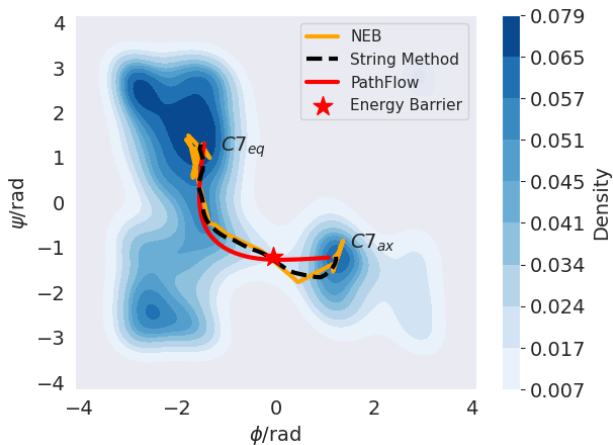 NEB
String Method
PathFlow
Energy Barrier
C7eq
C7ax
4
3
2
1
0
−1
−2
−3
−4
ψ/rad
−4
−2
0
2
4
ϕ/rad
0.079
0.065
0.057
0.051
0.045
0.041
0.034
0.027
0.017
0.007
Density